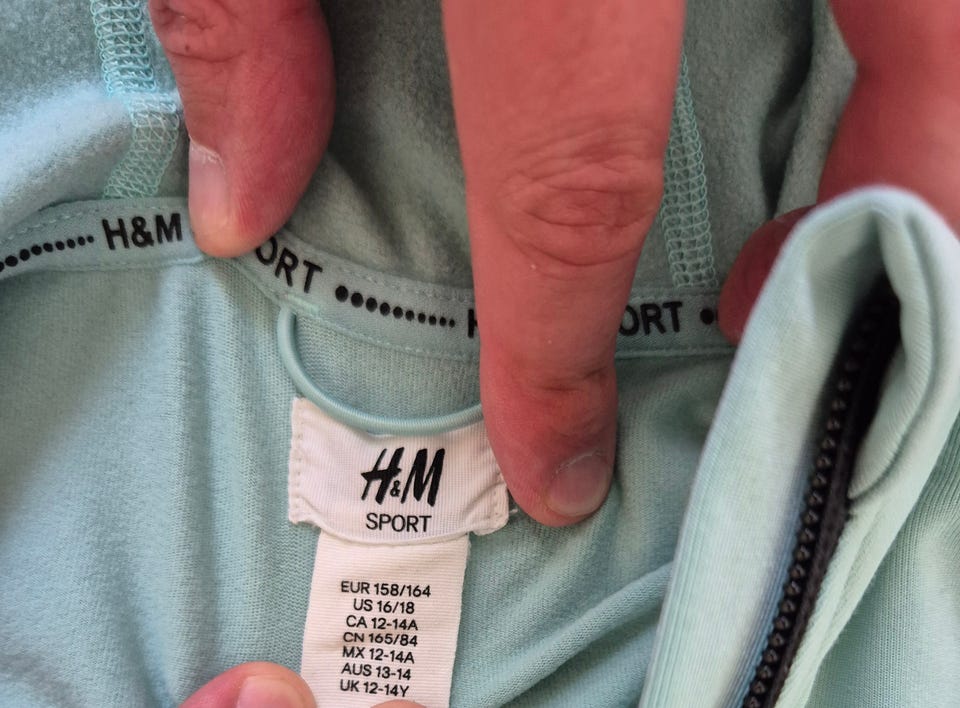 H&M ORT ORT
H&M
SPORT
EUR 158/164
US 16/18
CA 12-14A
CN 165/84
MX 12-14A
AUS 13-14
UK 12-14Y